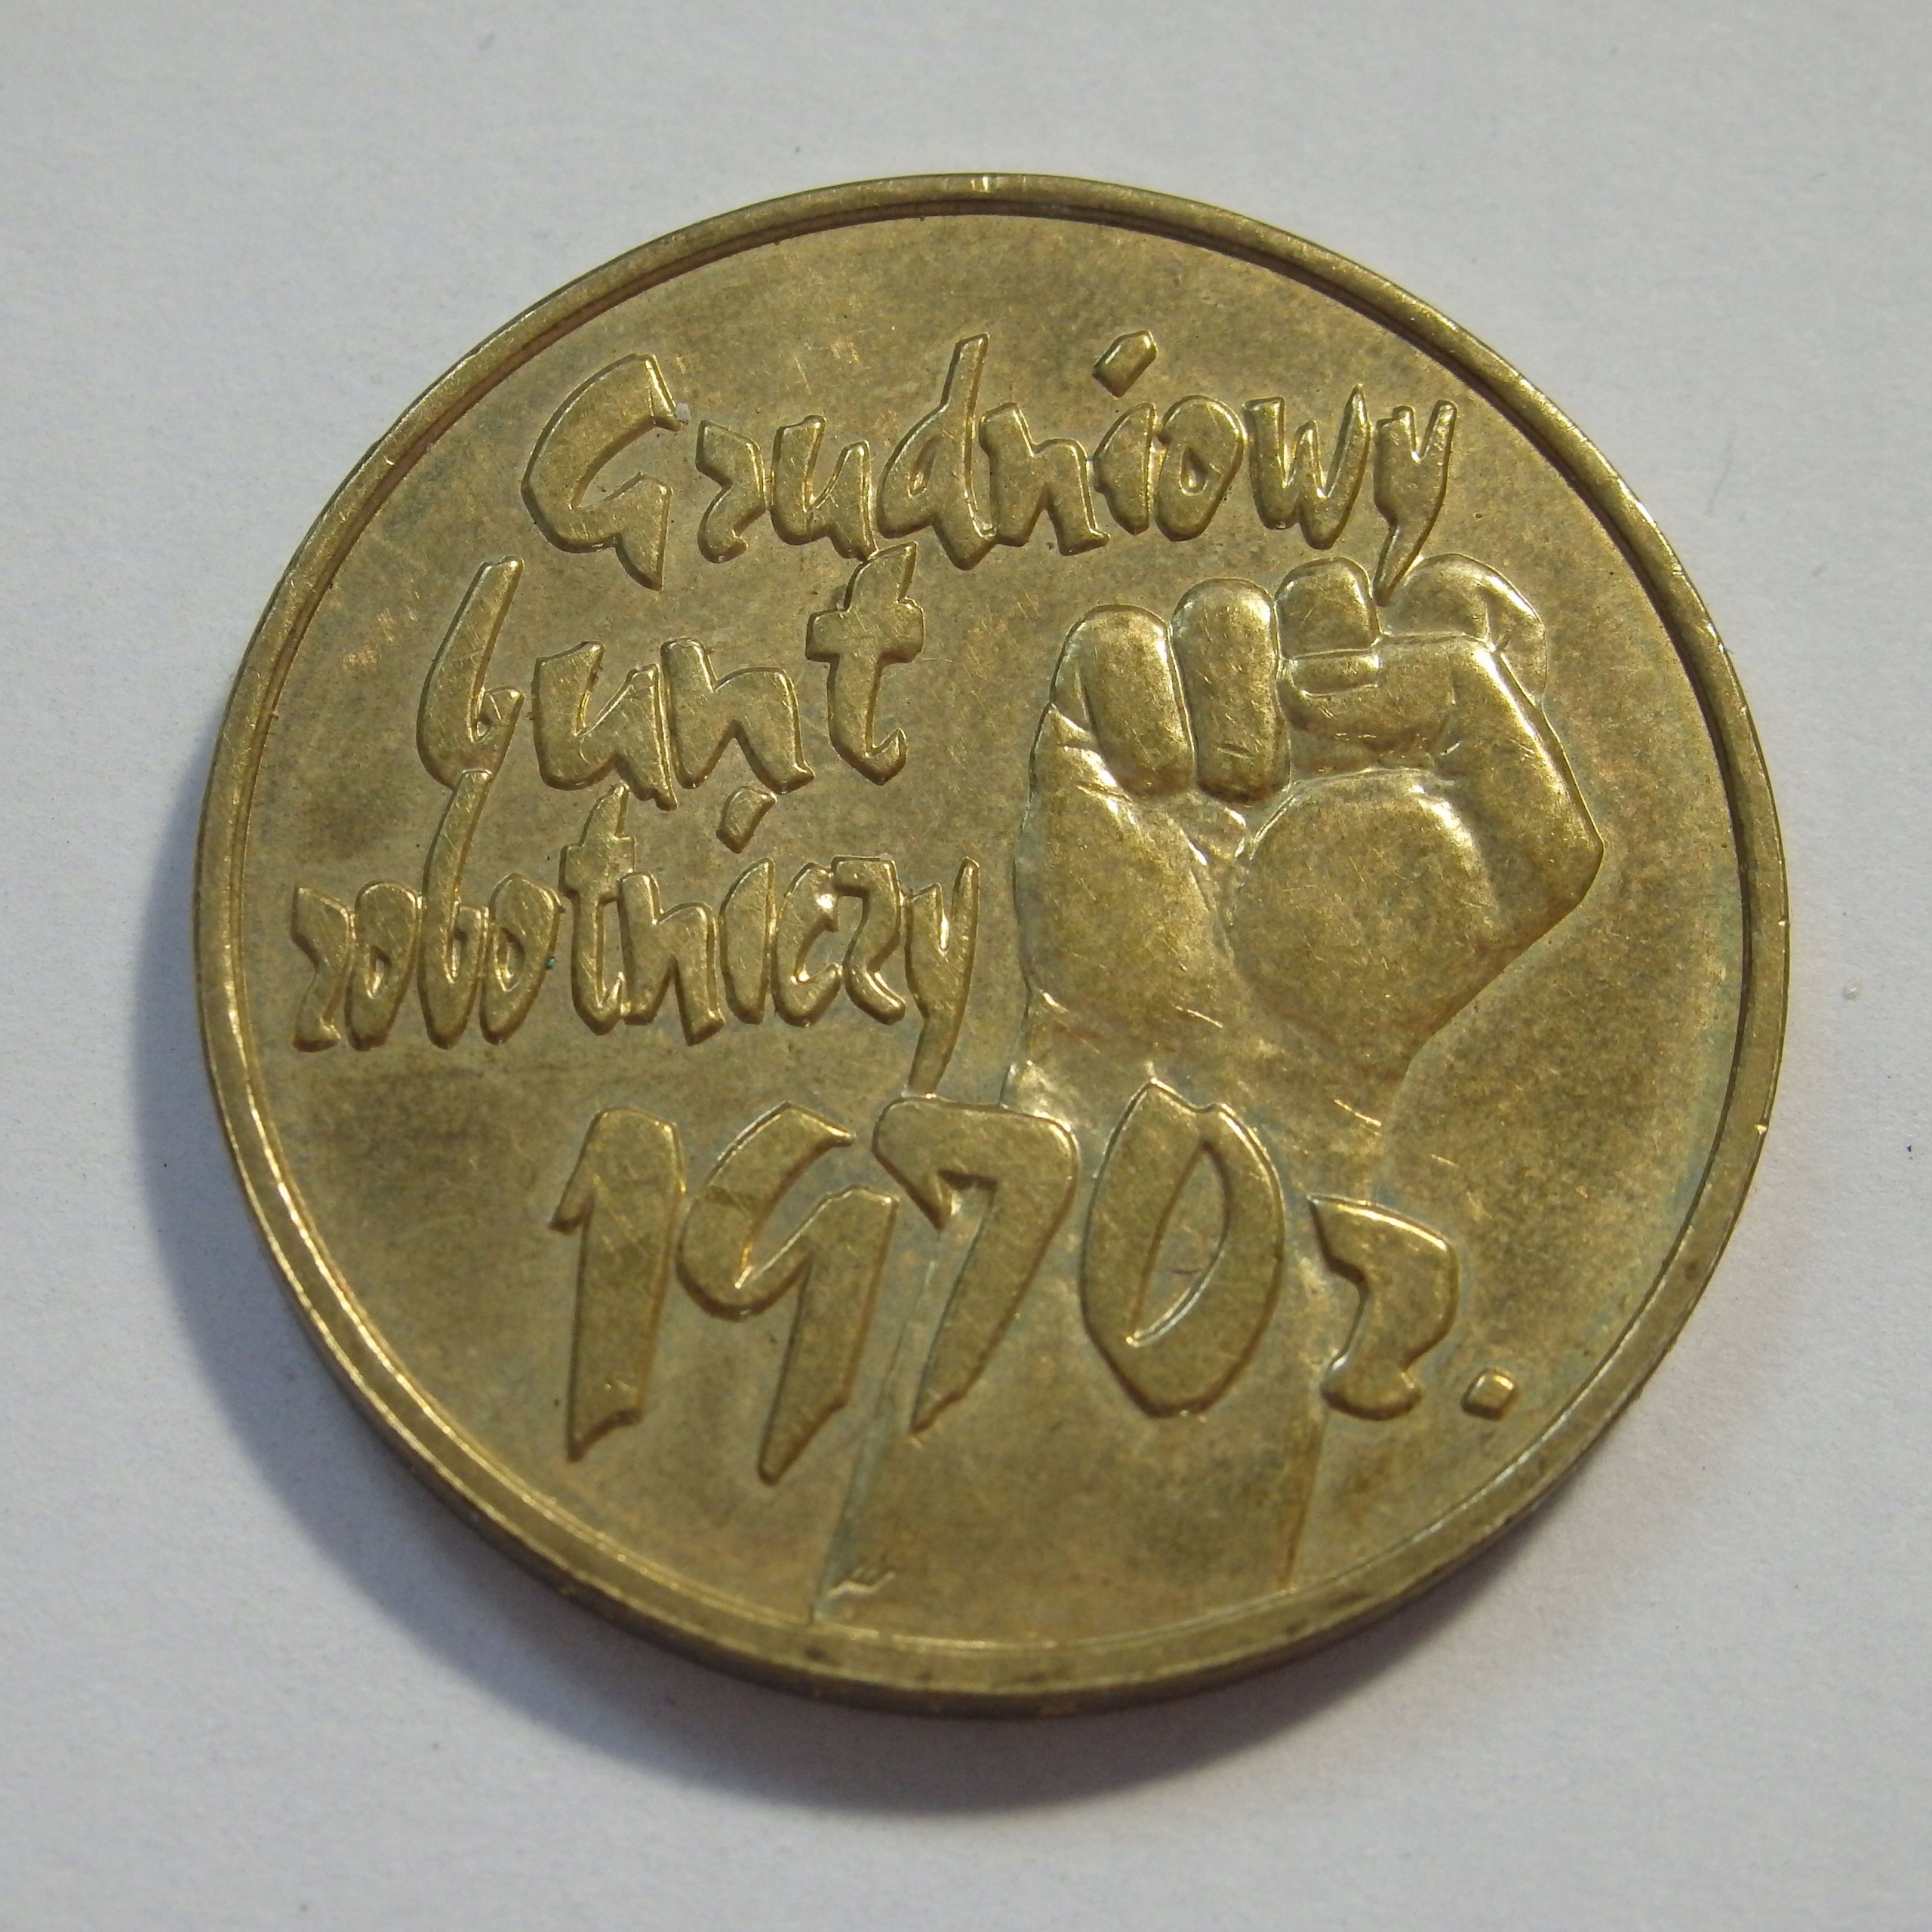 Grudniowy
bunt
robotniczy
1970 r.